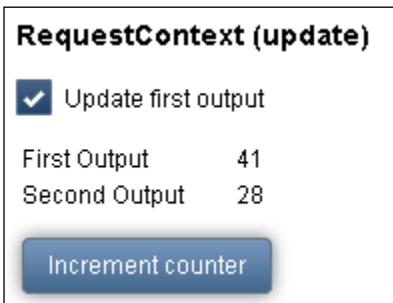 RequestContext (update)
Update first output
First Output 41
Second Output 28
Increment counter